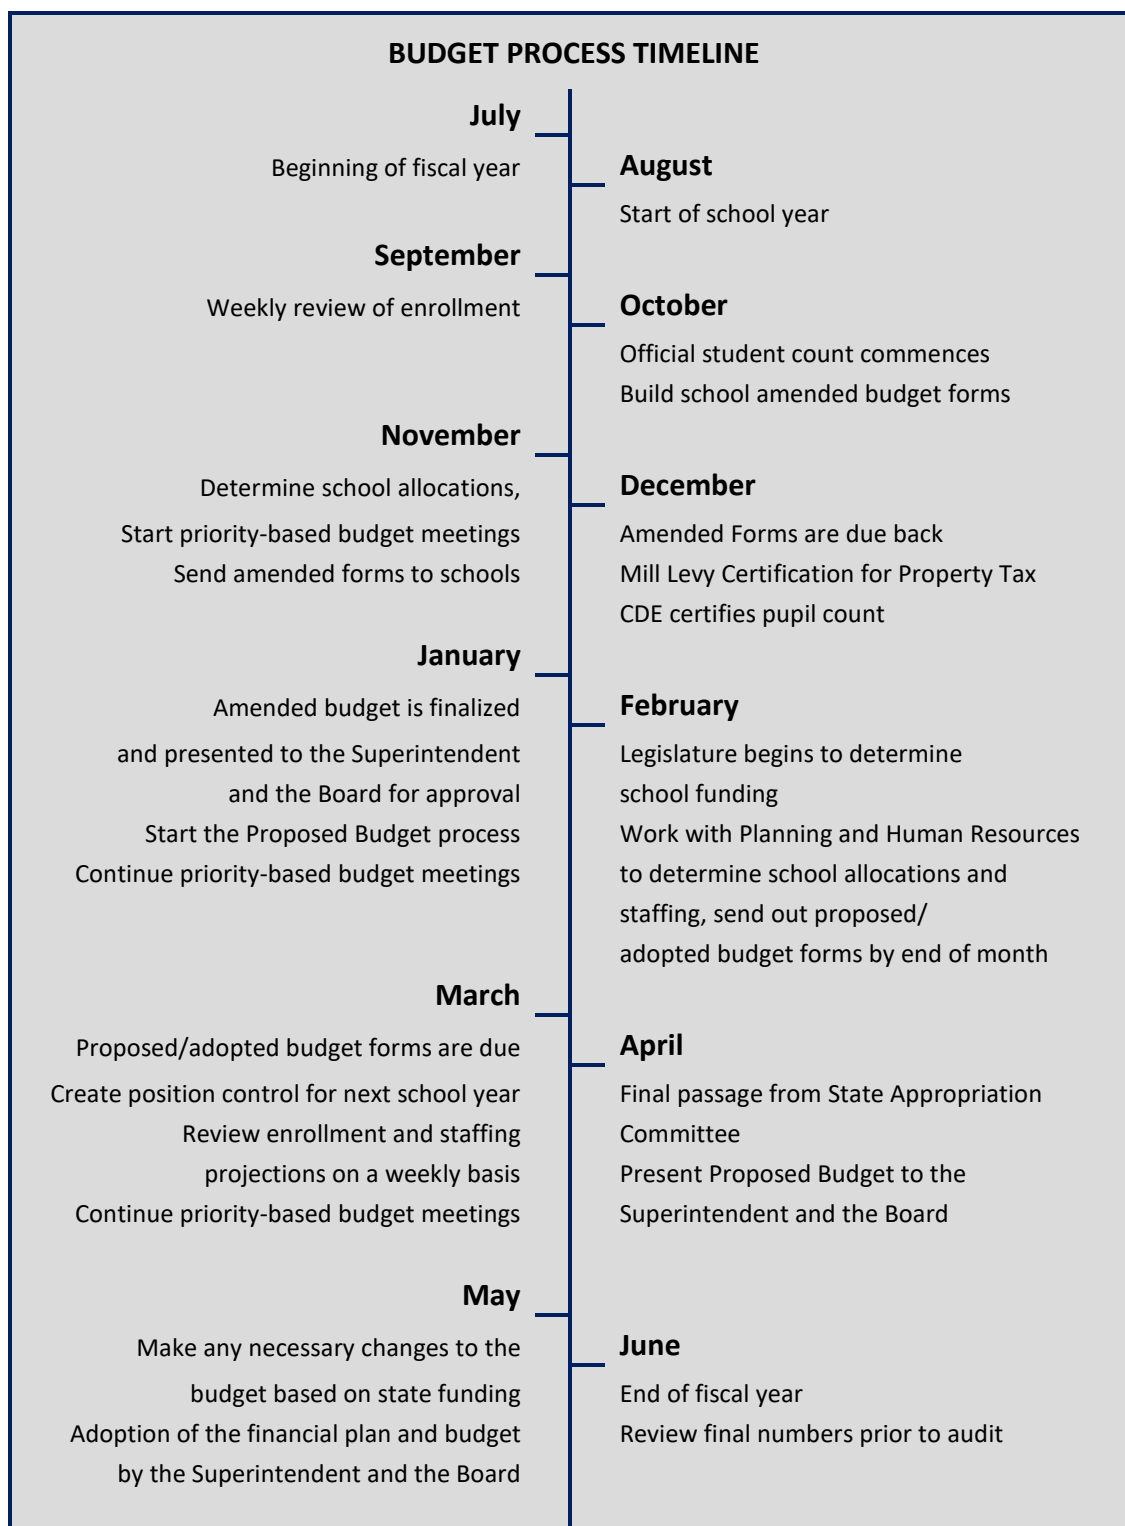 BUDGET PROCESS TIMELINE
July
Beginning of fiscal year
August
Start of school year
September
Weekly review of enrollment
October
Official student count commences
Build school amended budget forms
November
Determine school allocations,
Start priority-based budget meetings
Send amended forms to schools
December
Amended Forms are due back
Mill Levy Certification for Property Tax
CDE certifies pupil count
January
Amended budget is finalized
and presented to the Superintendent
and the Board for approval
Start the Proposed Budget process
Continue priority-based budget meetings
February
Legislature begins to determine
school funding
Work with Planning and Human Resources
to determine school allocations and
staffing, send out proposed/
adopted budget forms by end of month
March
Proposed/adopted budget forms are due
Create position control for next school year
Review enrollment and staffing
projections on a weekly basis
Continue priority-based budget meetings
April
Final passage from State Appropriation
Committee
Present Proposed Budget to the
Superintendent and the Board
May
Make any necessary changes to the
budget based on state funding
Adoption of the financial plan and budget
by the Superintendent and the Board
June
End of fiscal year
Review final numbers prior to audit